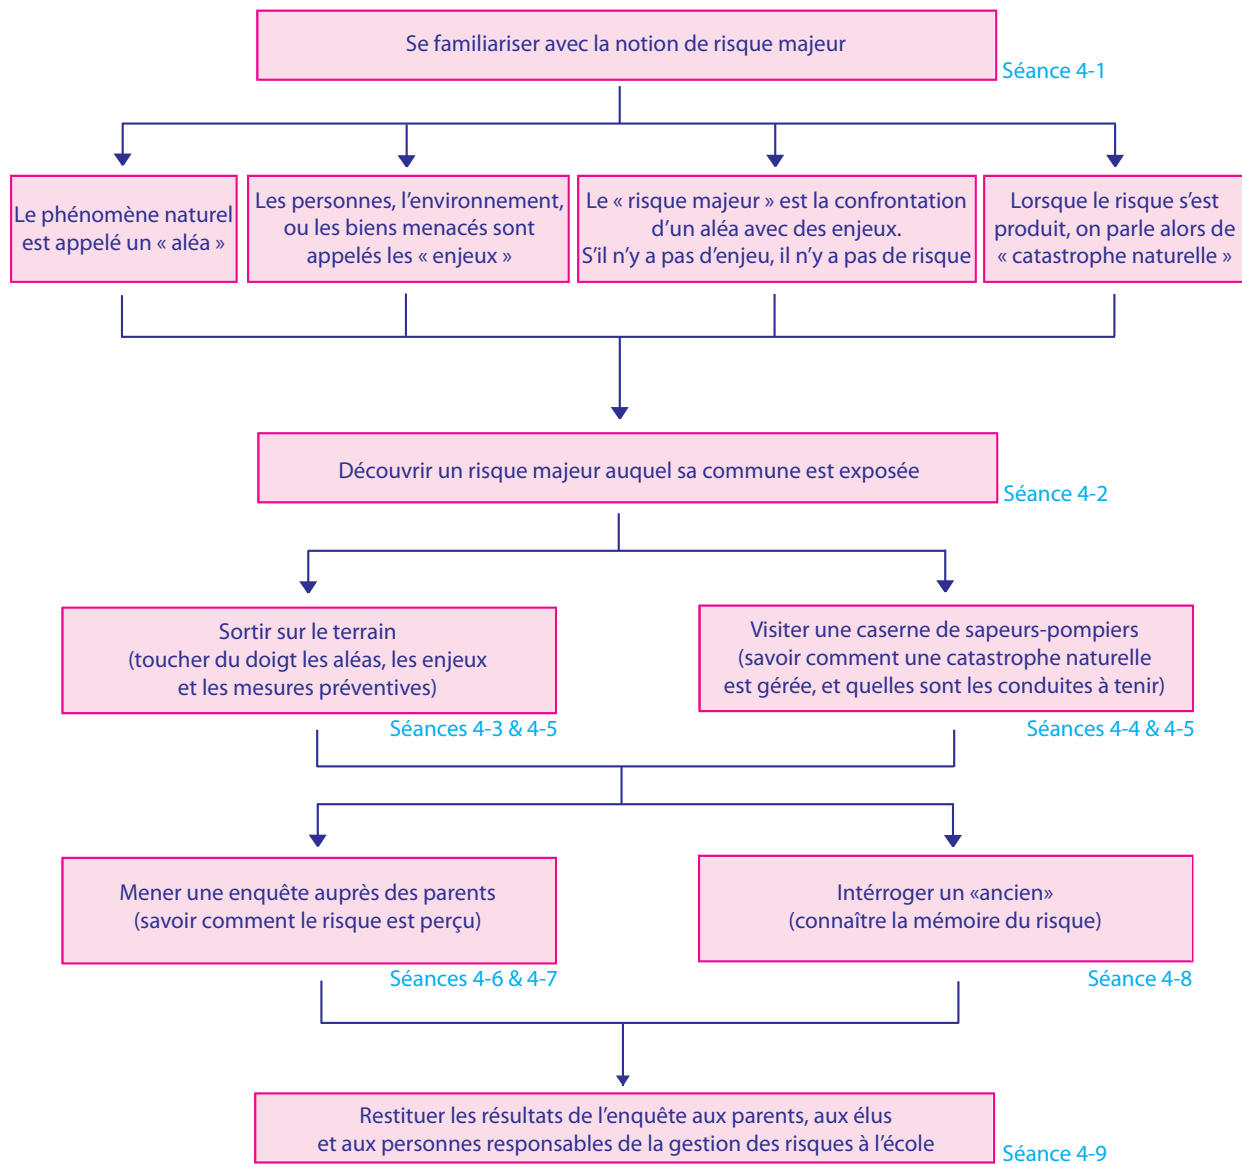 Se familiariser avec la notion de risque majeur
Séance 4-1
Le phénomène naturel
est appelé un « aléa »
Les personnes, l’environnement,
ou les biens menacés sont
appelés les « enjeux »
Le « risque majeur » est la confrontation
d’un aléa avec des enjeux.
S’il n’y a pas d’enjeu, il n’y a pas de risque
Lorsque le risque s’est
produit, on parle alors de
« catastrophe naturelle »
Découvrir un risque majeur auquel sa commune est exposée
Séance 4-2
Sortir sur le terrain
(toucher du doigt les aléas, les enjeux
et les mesures préventives)
Séances 4-3 & 4-5
Visiter une caserne de sapeurs-pompiers
(savoir comment une catastrophe naturelle
est gérée, et quelles sont les conduites à tenir)
Séances 4-4 & 4-5
Mener une enquête auprès des parents
(savoir comment le risque est perçu)
Séances 4-6 & 4-7
Intérroger un «ancien»
(connaître la mémoire du risque)
Séance 4-8
Restituer les résultats de l’enquête aux parents, aux élus
et aux personnes responsables de la gestion des risques à l’école
Séance 4-9